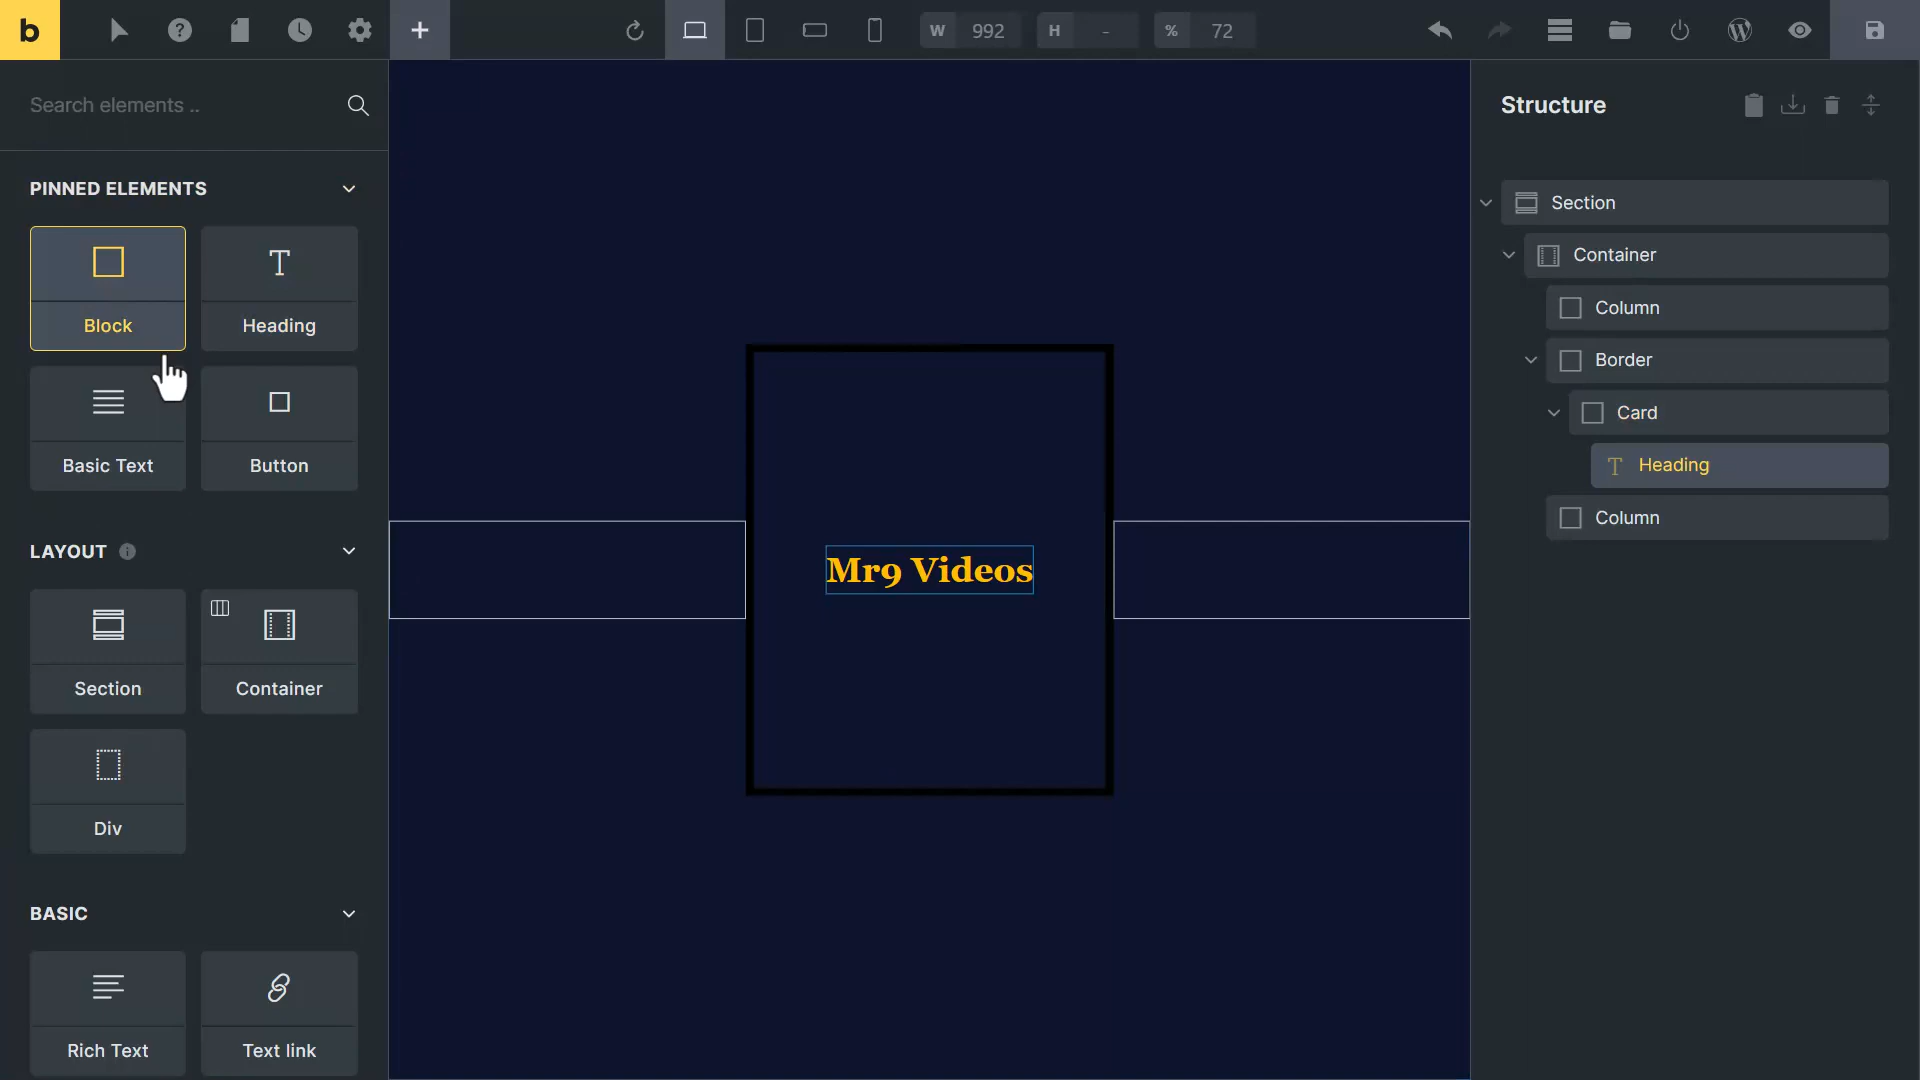 b
W 992 H - % 72
Search elements ..
Structure
PINNED ELEMENTS
Block
Heading
Basic Text
Button
LAYOUT
Section
Container
Div
BASIC
Rich Text
Text link
Mr9 Videos
Section
Container
Column
Border
Card
Heading
Column